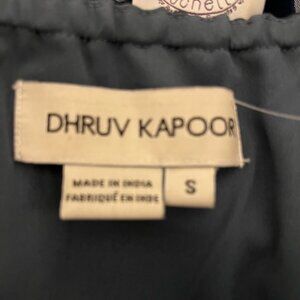 DHRUV KAPOOR
MADE IN INDIA
FABRIQUÉ EN INDE
S